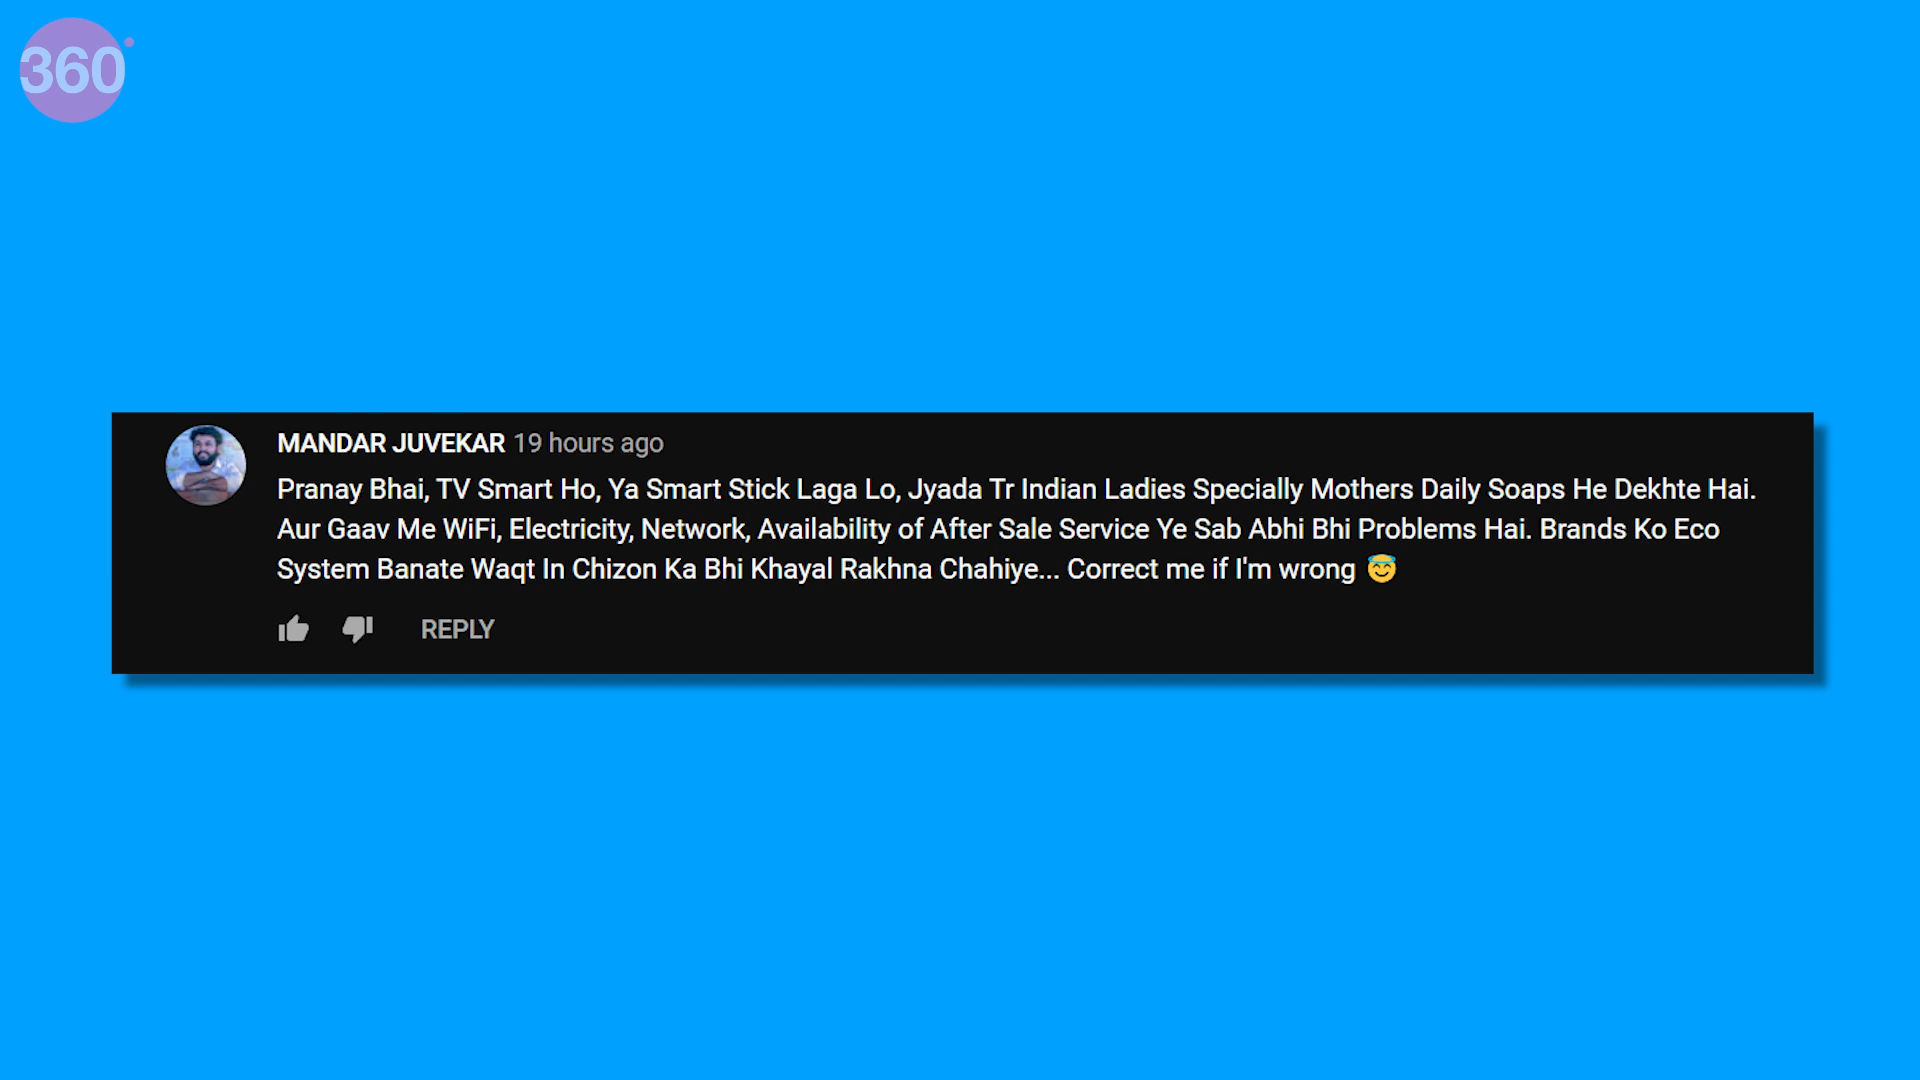 360
MANDAR JUVEKAR 19 hours ago
Pranay Bhai, TV Smart Ho, Ya Smart Stick Laga Lo, Jyada Tr Indian Ladies Specially Mothers Daily Soaps He Dekhte Hai.
Aur Gaav Me WiFi, Electricity, Network, Availability of After Sale Service Ye Sab Abhi Bhi Problems Hai. Brands Ko Eco
System Banate Waqt In Chizon Ka Bhi Khayal Rakhna Chahiye... Correct me if I'm wrong 😇
REPLY